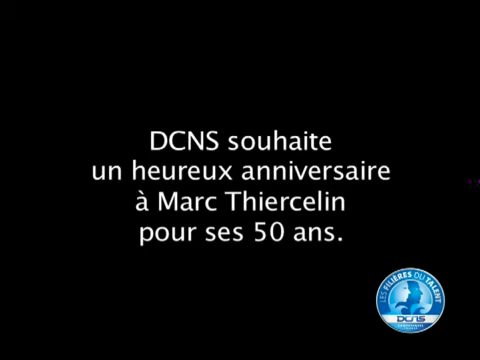 DCNS souhaite
un heureux anniversaire
à Marc Thiercelin
pour ses 50 ans.
LES FILIÈRES DU TALENT
DCNS